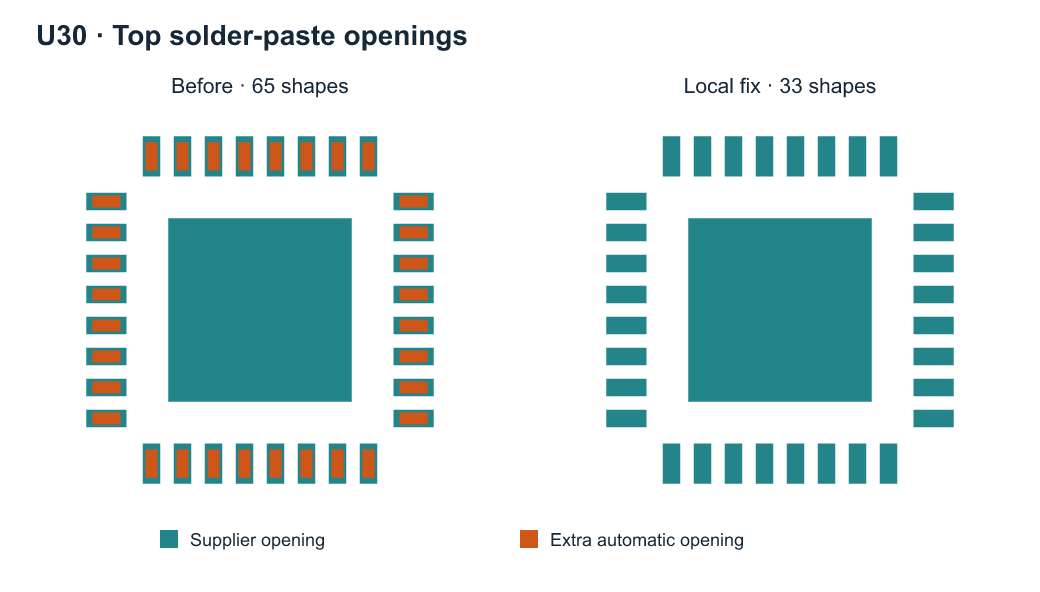 U30 · Top solder-paste openings
Before · 65 shapes
Local fix · 33 shapes
Supplier opening
Extra automatic opening